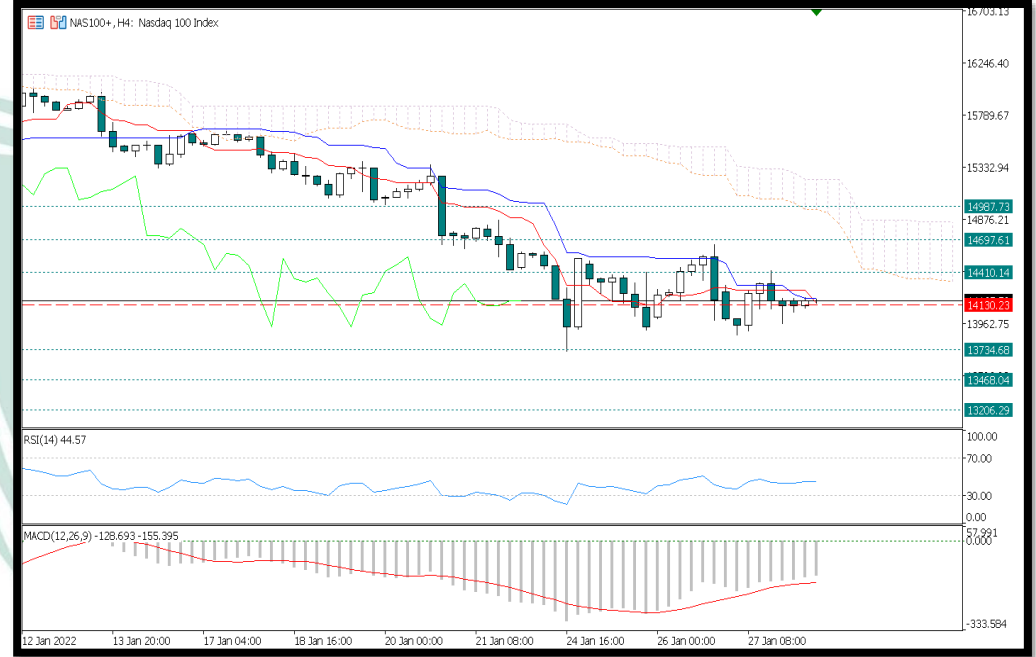 NAS100+, H4: Nasdaq 100 Index
16703.13
16246.40
15789.67
15332.94
14987.73
14876.21
14697.61
14410.14
14130.23
13962.75
13734.68
13468.04
13206.29
RSI(14) 44.57
100.00
70.00
30.00
0.00
MACD(12,26,9) -128.693 -155.395
57.991
0.000
-333.584
12 Jan 2022
13 Jan 20:00
17 Jan 04:00
18 Jan 16:00
20 Jan 00:00
21 Jan 08:00
24 Jan 16:00
26 Jan 00:00
27 Jan 08:00